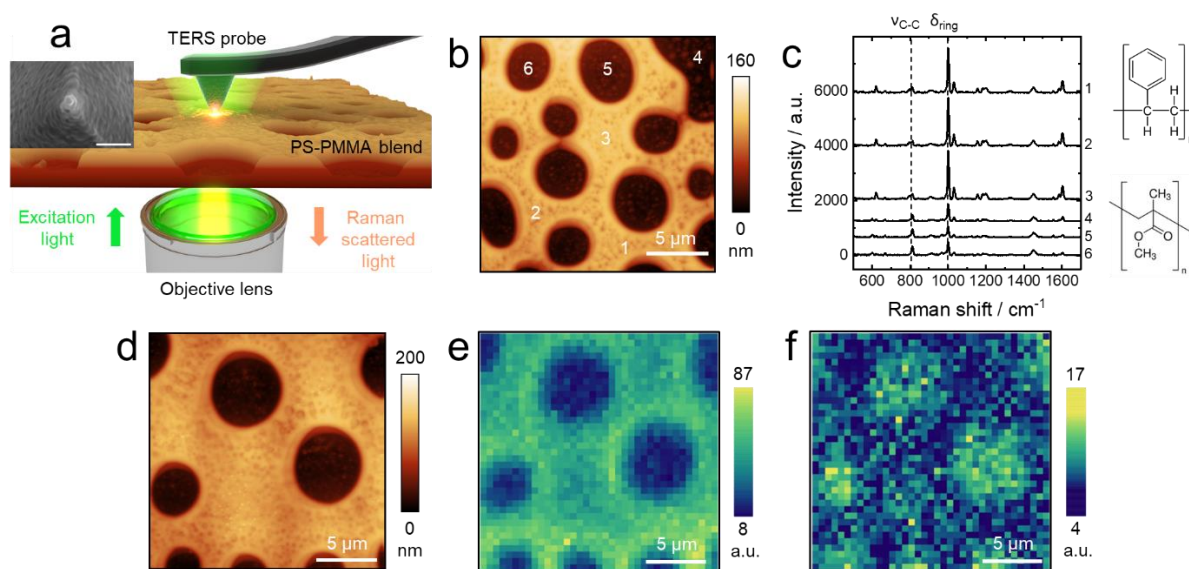 a
TERS probe
PS-PMMA blend
Excitation
light
Raman
scattered
light
Objective lens
b
6
5
4
3
2
1
5 µm
160
0
nm
c
νC-C δring
Intensity / a.u.
6000
4000
2000
0
1
2
3
4
5
6
600 800 1000 1200 1400 1600
Raman shift / cm-1
H
H
H
n
CH3
O
O
CH3
n
d
5 µm
200
0
nm
e
5 µm
87
8
a.u.
f
5 µm
17
4
a.u.